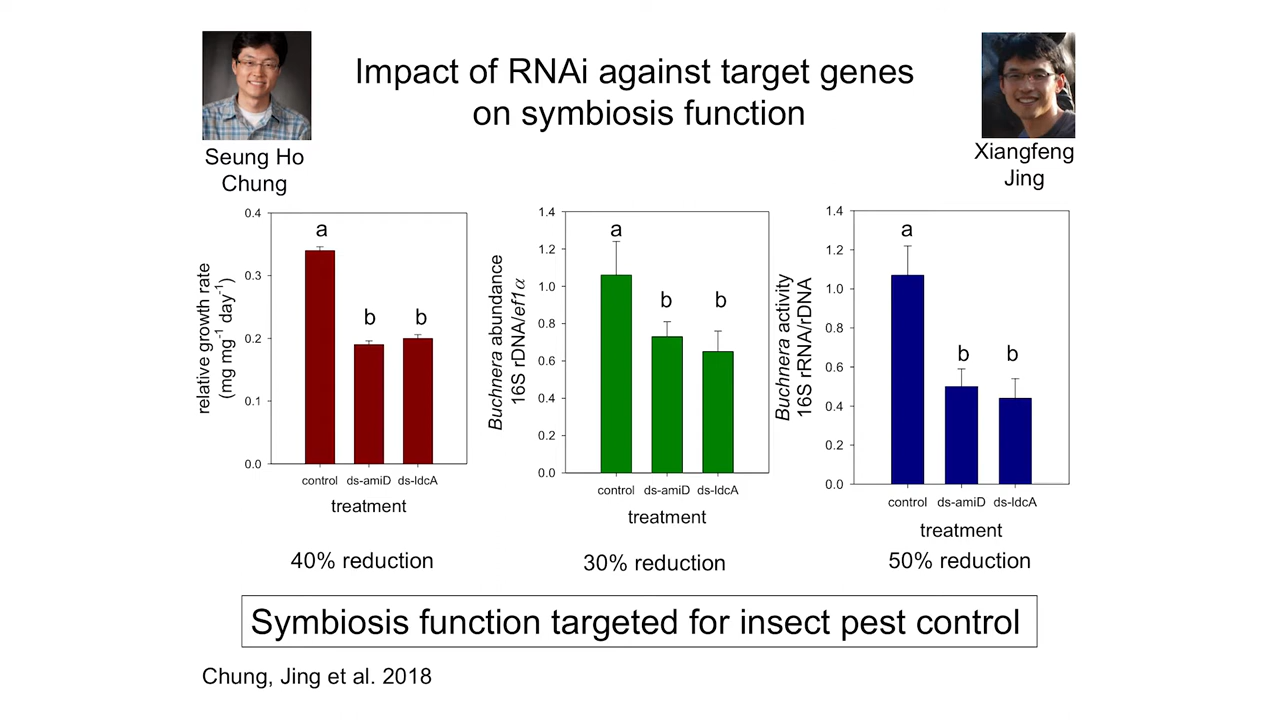 Impact of RNAi against target genes
on symbiosis function
Seung Ho
Chung
Xiangfeng
Jing
relative growth rate
(mg mg-1 day-1)
0.4
0.3
0.2
0.1
0.0
a
b
b
control
ds-amiD
ds-ldcA
treatment
40% reduction
Buchnera abundance
16S rDNA/ef1α
1.4
1.2
1.0
0.8
0.6
0.4
0.2
0.0
a
b
b
control
ds-amiD
ds-ldcA
treatment
30% reduction
Buchnera activity
16S rRNA/rDNA
1.4
1.2
1.0
0.8
0.6
0.4
0.2
0.0
a
b
b
control
ds-amiD
ds-ldcA
treatment
50% reduction
Symbiosis function targeted for insect pest control
Chung, Jing et al. 2018